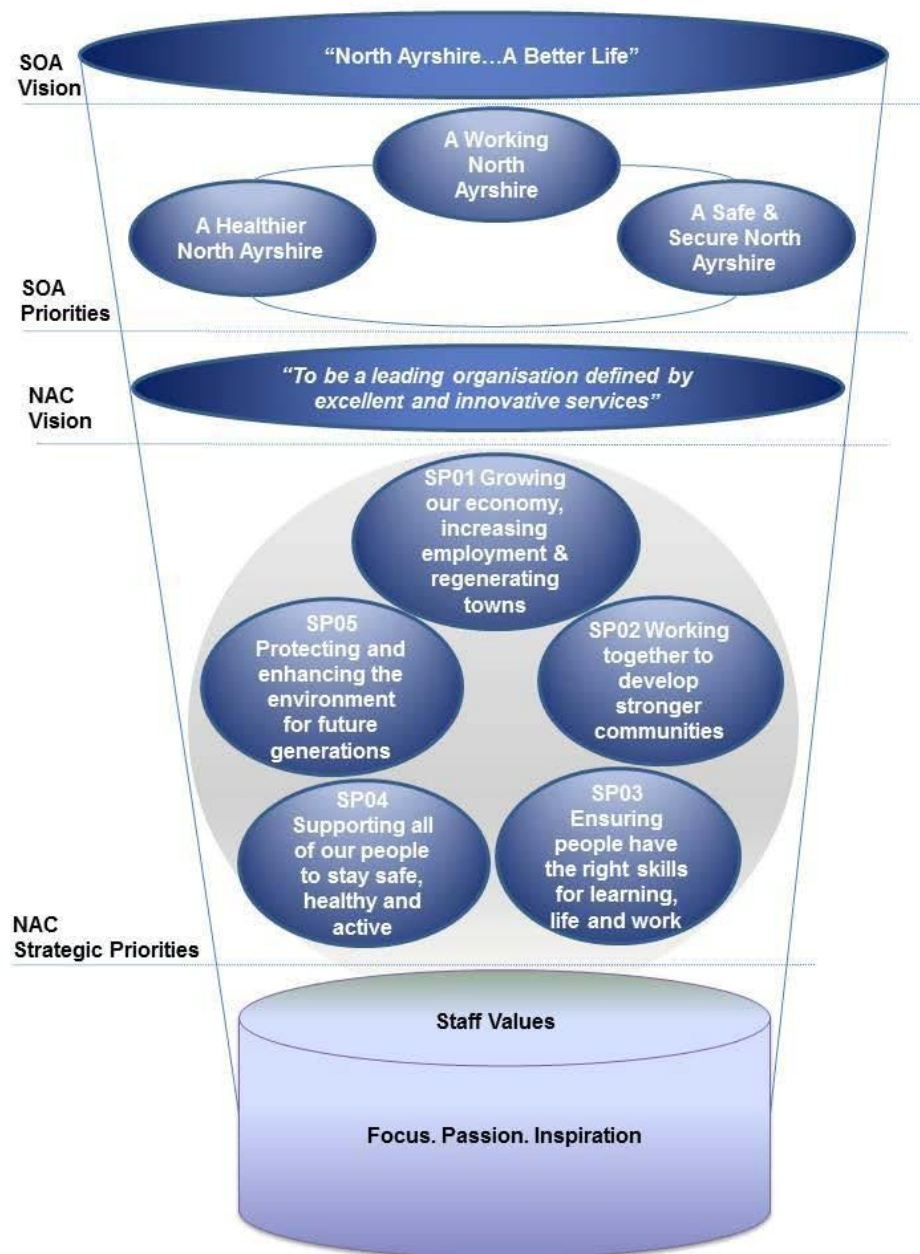 SOA
Vision
“North Ayrshire…A Better Life”
A Working
North
Ayrshire
A Healthier
North Ayrshire
A Safe &
Secure North
Ayrshire
SOA
Priorities
NAC
Vision
“To be a leading organisation defined by
excellent and innovative services”
SP01 Growing
our economy,
increasing
employment &
regenerating
towns
SP02 Working
together to
develop
stronger
communities
SP03
Ensuring
people have
the right skills
for learning,
life and work
SP04
Supporting all
of our people
to stay safe,
healthy and
active
SP05
Protecting and
enhancing the
environment
for future
generations
NAC
Strategic Priorities
Staff Values
Focus. Passion. Inspiration